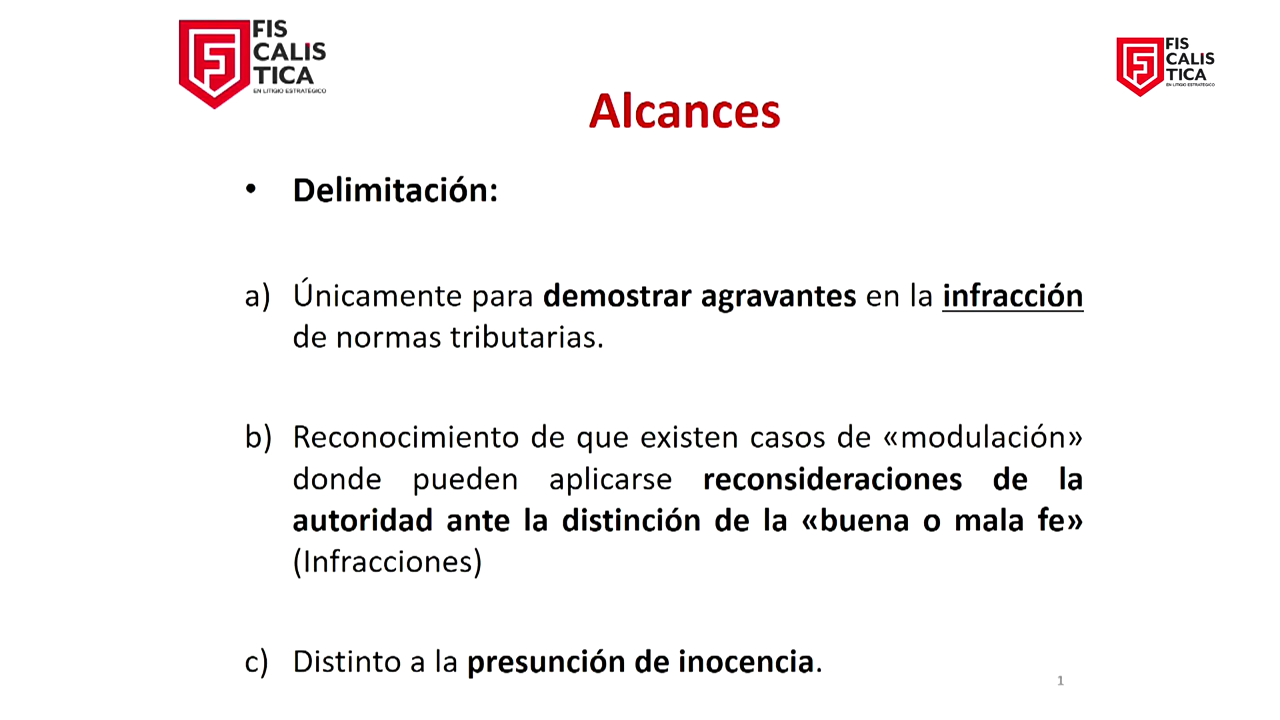 FIS
CALIS
TICA
EN LITIGIO ESTRATÉGICO
FIS
CALIS
TICA
EN LITIGIO ESTRATÉGICO
Alcances
• Delimitación:
a) Únicamente para demostrar agravantes en la infracción
de normas tributarias.
b) Reconocimiento de que existen casos de «modulación»
donde pueden aplicarse reconsideraciones de la
autoridad ante la distinción de la «buena o mala fe»
(Infracciones)
c) Distinto a la presunción de inocencia.
1